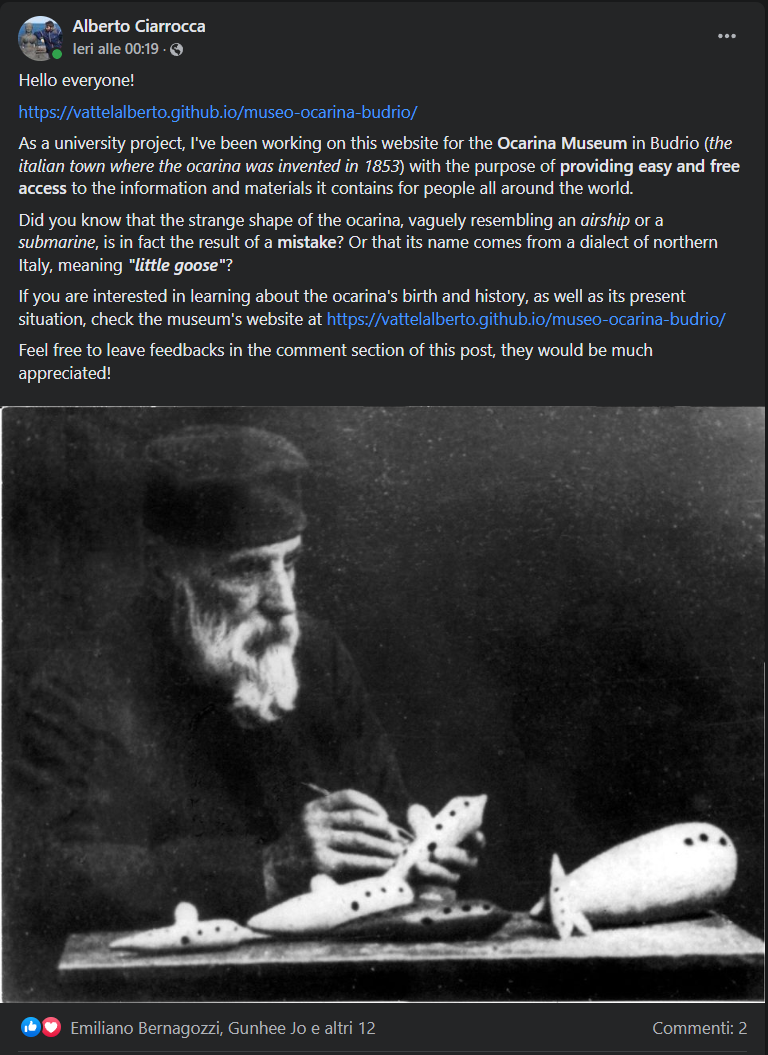 Alberto Ciarrocca
Ieri alle 00:19 ·
Hello everyone!
https://vattelalberto.github.io/museo-ocarina-budrio/
As a university project, I've been working on this website for the Ocarina Museum in Budrio (the
italian town where the ocarina was invented in 1853) with the purpose of providing easy and free
access to the information and materials it contains for people all around the world.
Did you know that the strange shape of the ocarina, vaguely resembling an airship or a
submarine, is in fact the result of a mistake? Or that its name comes from a dialect of northern
Italy, meaning "little goose"?
If you are interested in learning about the ocarina's birth and history, as well as its present
situation, check the museum's website at https://vattelalberto.github.io/museo-ocarina-budrio/
Feel free to leave feedbacks in the comment section of this post, they would be much
appreciated!
Emiliano Bernagozzi, Gunhee Jo e altri 12
Commenti: 2